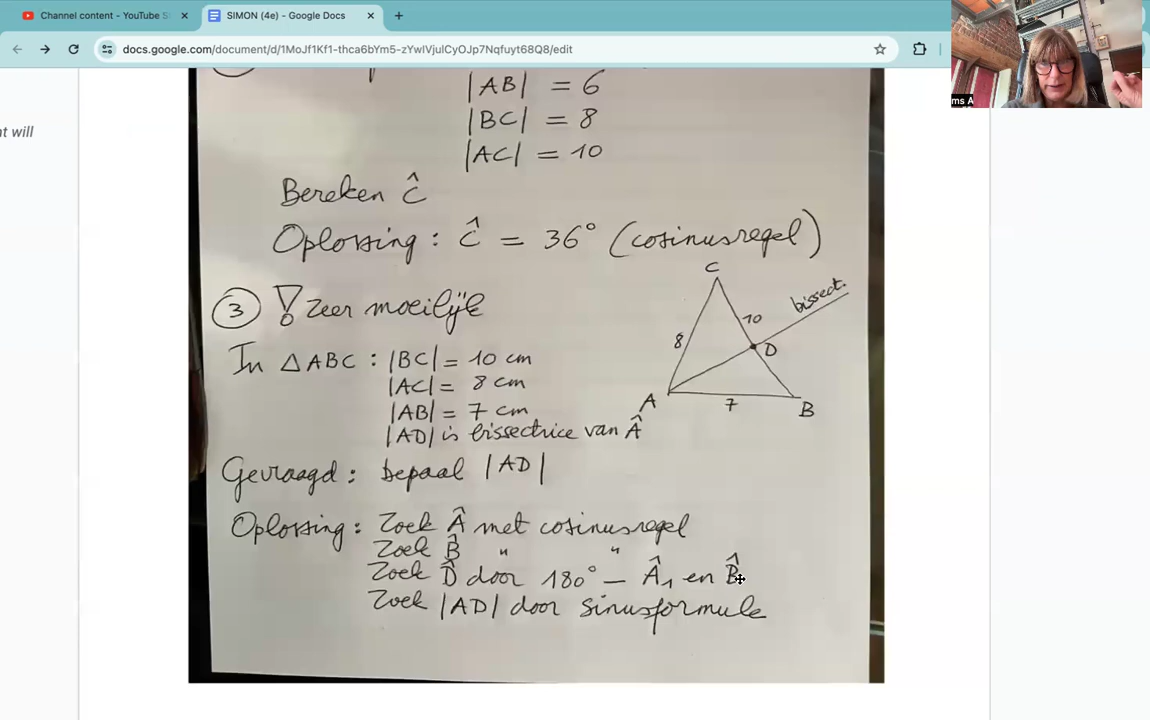 Channel content - YouTube S
SIMON (4e) - Google Docs
docs.google.com/document/d/1MoJf1Kf1-thca6bYm5-zYwIVjulCyOJp7Nqfuyt68Q8/edit
ms A
nt will
|AB| = 6
|BC| = 8
|AC| = 10
Bereken Ĉ
Oplossing : Ĉ = 36° (cosinusregel)
③ ! Zeer moeilijk
In △ABC : |BC| = 10 cm
|AC| = 8 cm
|AB| = 7 cm
|AD| is bissectrice van Â
C
bissect.
10
8
D
A
7
B
Gevraagd : bepaal |AD|
Oplossing : Zoek Â met cosinusregel
Zoek B̂ " "
Zoek D̂ door 180° - Â₁ en B̂
Zoek |AD| door sinusformule